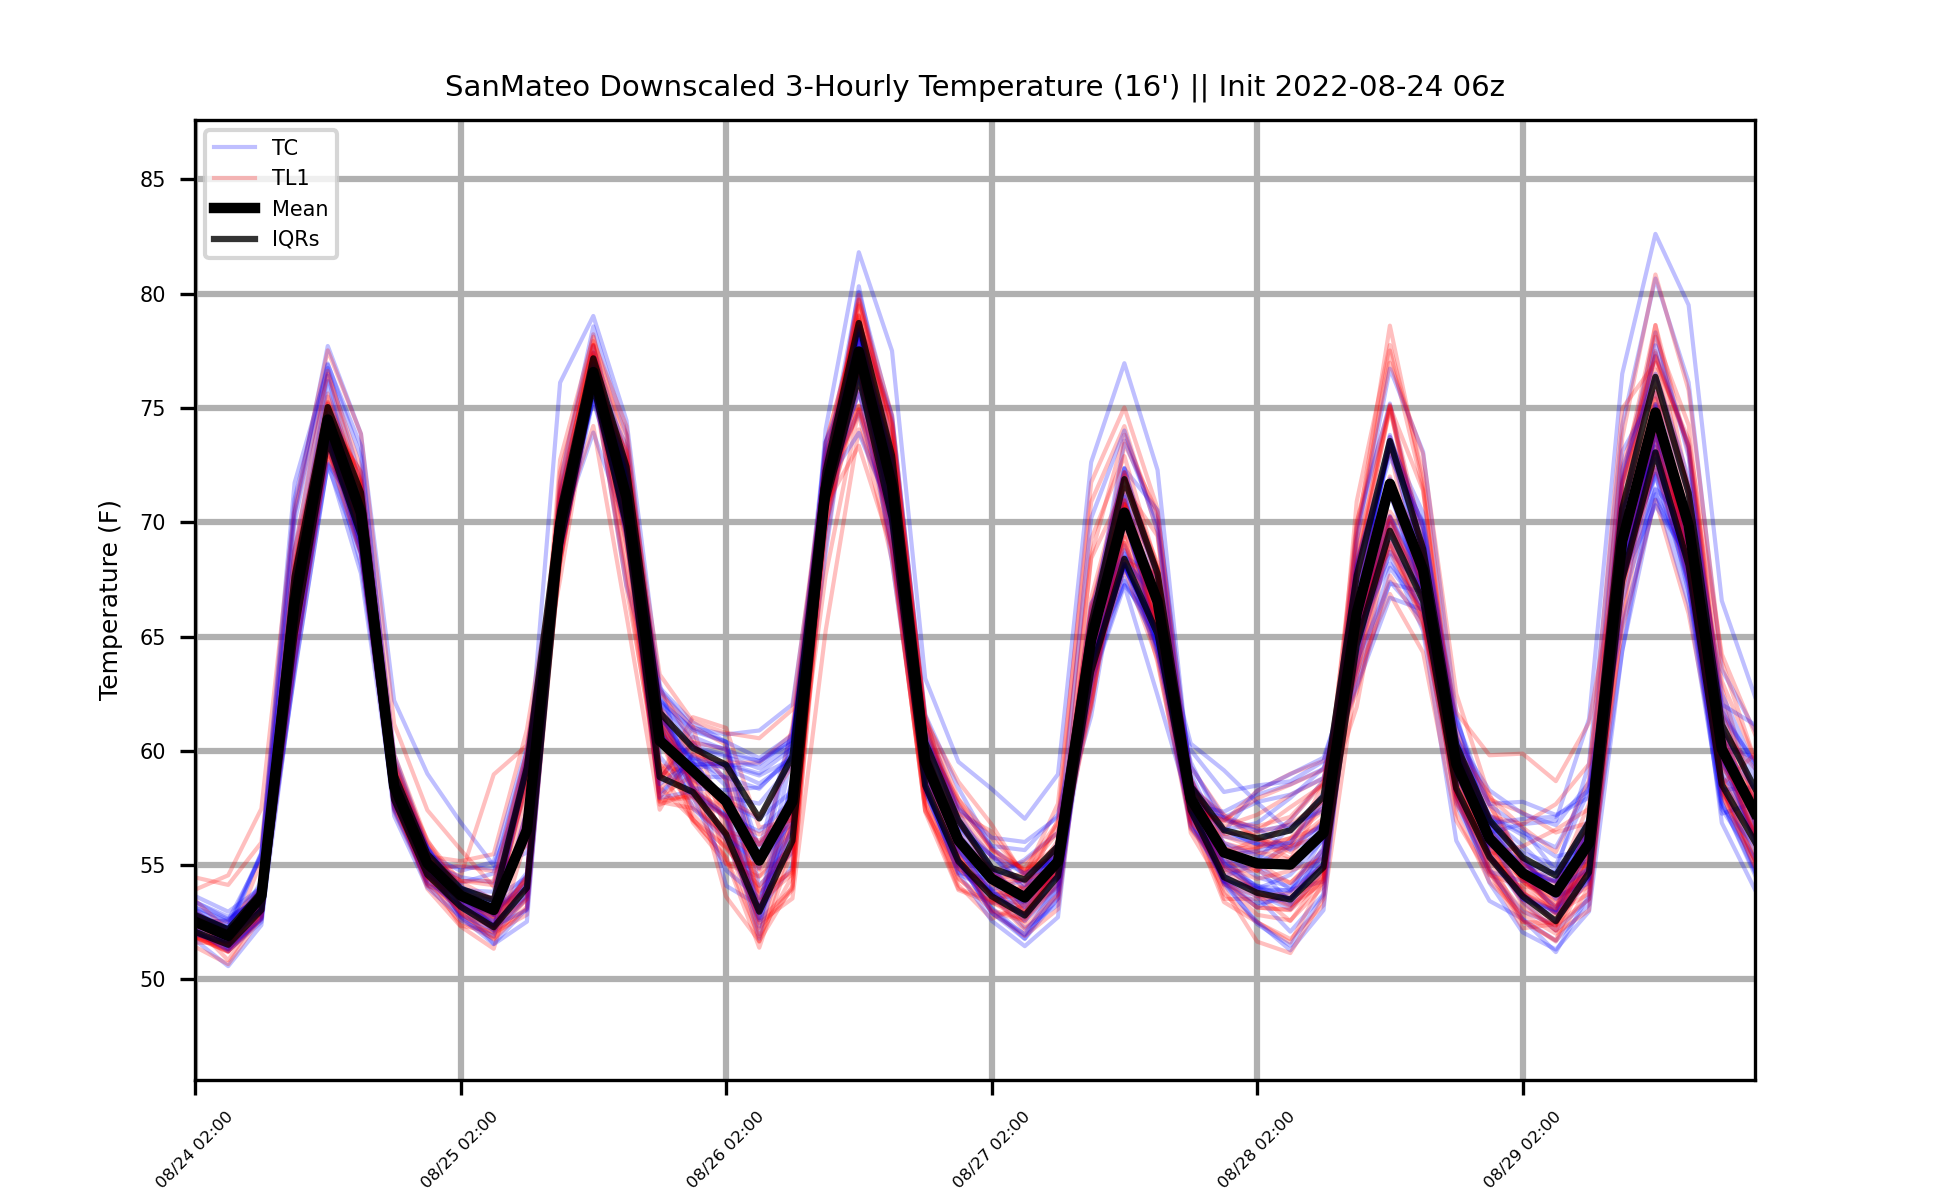 SanMateo Downscaled 3-Hourly Temperature (16') || Init 2022-08-24 06z
TC
TL1
Mean
IQRs
Temperature (F)
85
80
75
70
65
60
55
50
08/24 02:00
08/25 02:00
08/26 02:00
08/27 02:00
08/28 02:00
08/29 02:00